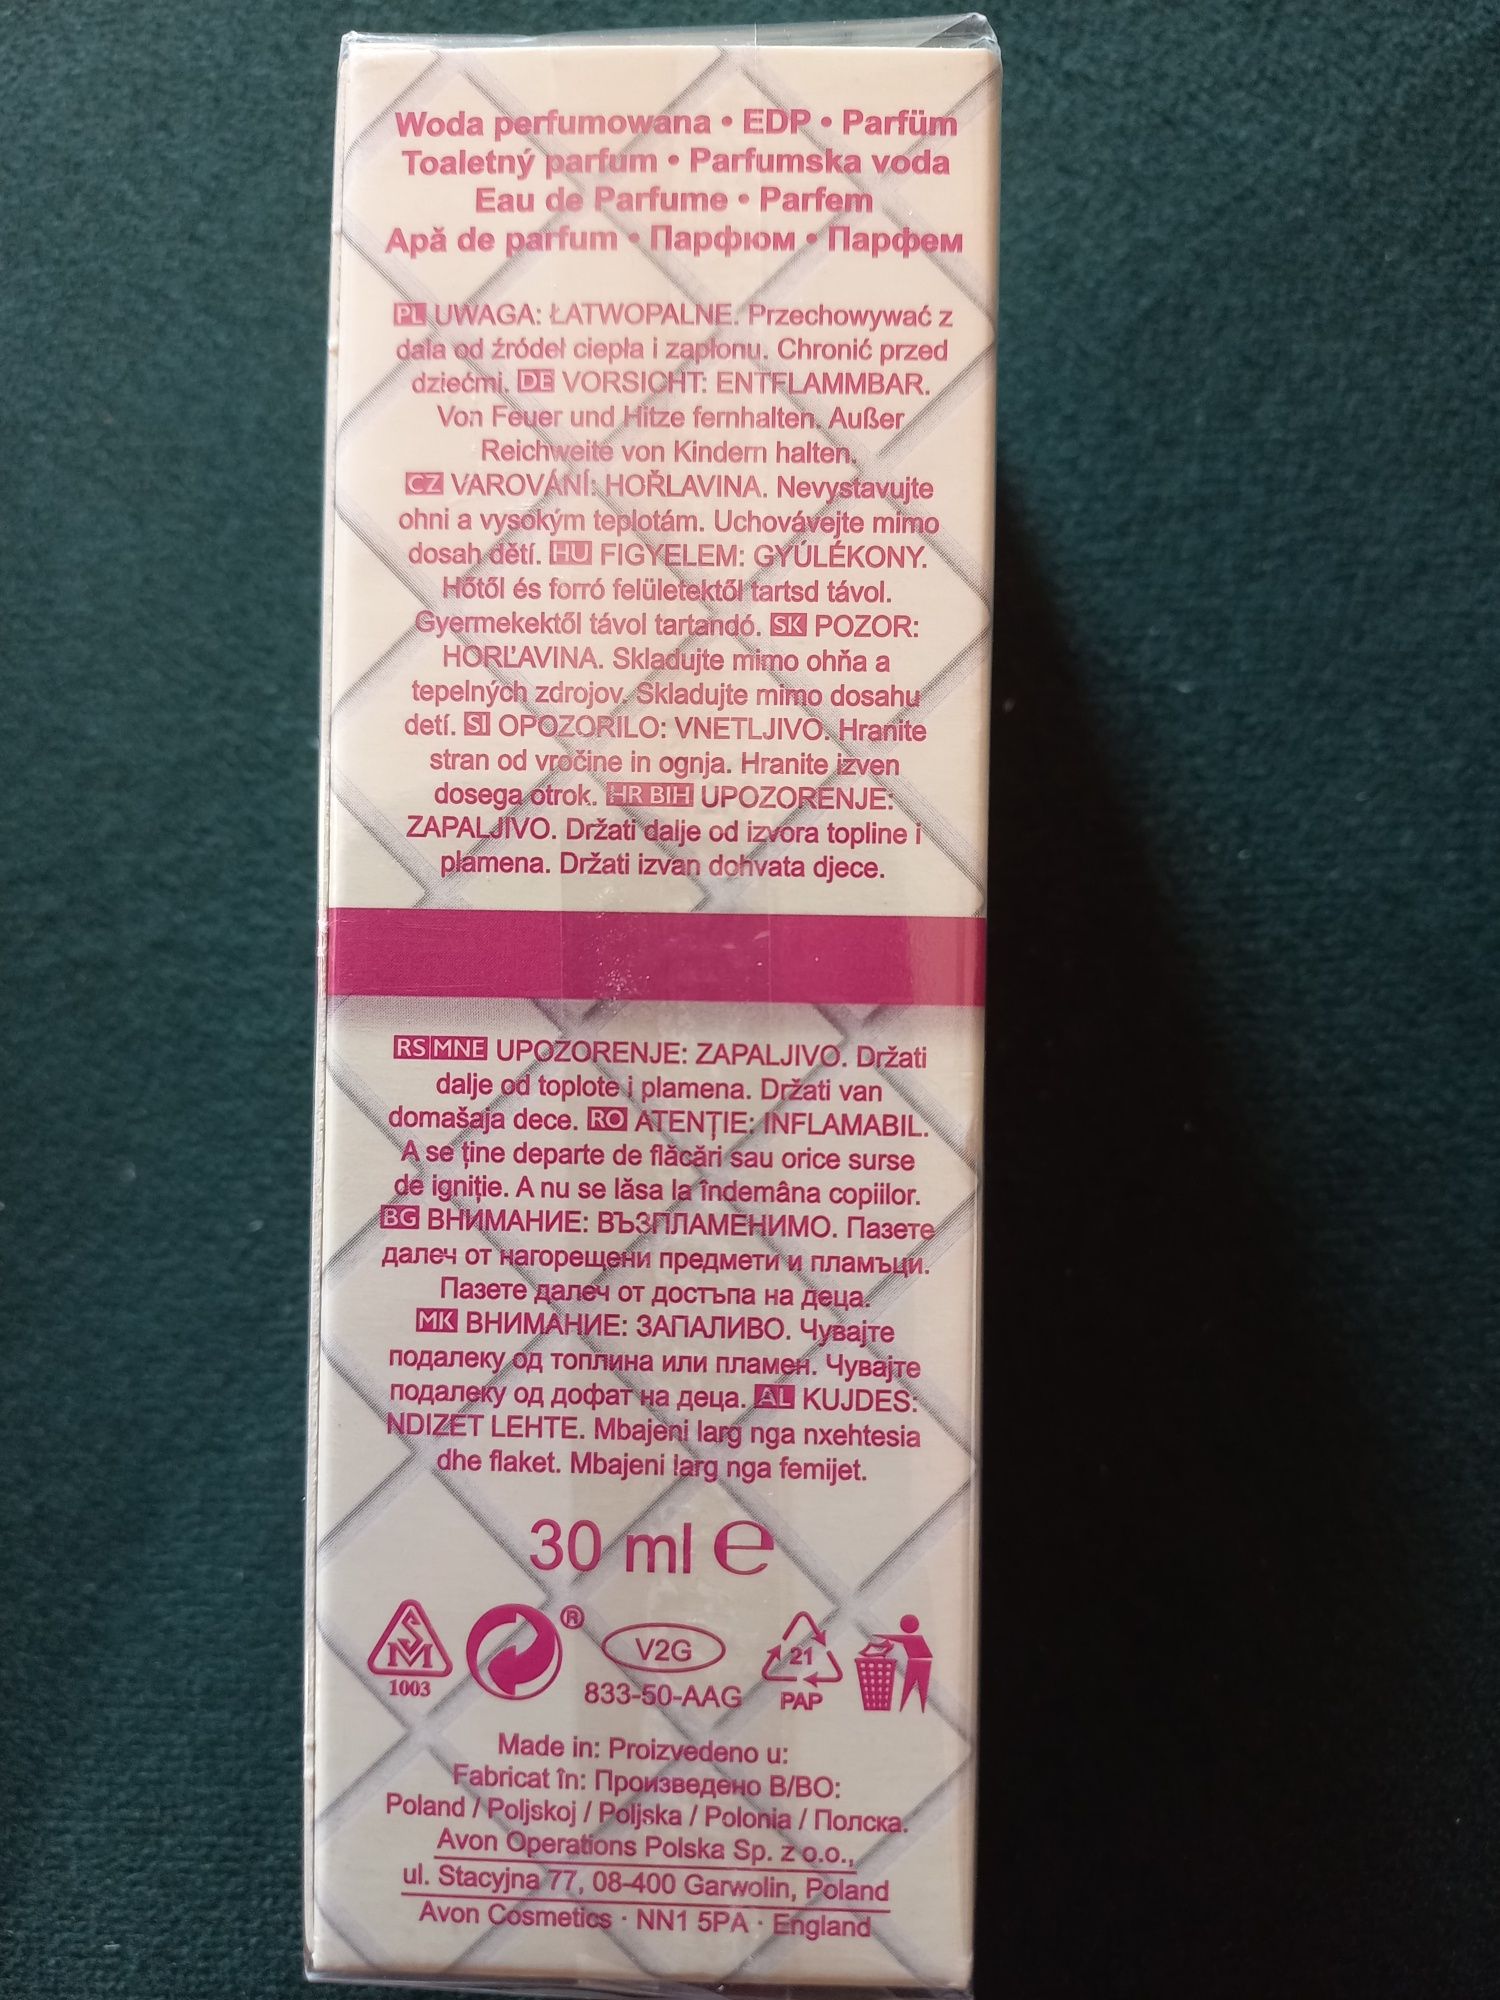 Woda perfumowana • EDP • Parfüm
Toaletný parfum • Parfumska voda
Eau de Parfume • Parfem
Apă de parfum • Парфюм • Парфем
PL UWAGA: ŁATWOPALNE. Przechowywać z
dala od źródeł ciepła i zapłonu. Chronić przed
dziećmi. DE VORSICHT: ENTFLAMMBAR.
Von Feuer und Hitze fernhalten. Außer
Reichweite von Kindern halten.
CZ VAROVÁNÍ: HOŘLAVINA. Nevystavujte
ohni a vysokým teplotám. Uchovávejte mimo
dosah dětí. HU FIGYELEM: GYÚLÉKONY.
Hőtől és forró felületektől tartsd távol.
Gyermekektől távol tartandó. SK POZOR:
HORĽAVINA. Skladujte mimo ohňa a
tepelných zdrojov. Skladujte mimo dosahu
detí. SI OPOZORILO: VNETLJIVO. Hranite
stran od vročine in ognja. Hranite izven
dosega otrok. HR BIH UPOZORENJE:
ZAPALJIVO. Držati dalje od izvora topline i
plamena. Držati izvan dohvata djece.
RS MNE UPOZORENJE: ZAPALJIVO. Držati
dalje od toplote i plamena. Držati van
domašaja dece. RO ATENȚIE: INFLAMABIL.
A se ține departe de flăcări sau orice surse
de igniție. A nu se lăsa la îndemâna copiilor.
BG ВНИМАНИЕ: ВЪЗПЛАМЕНИМО. Пазете
далеч от нагорещени предмети и пламъци.
Пазете далеч от достъпа на деца.
MK ВНИМАНИЕ: ЗАПАЛИВО. Чувајте
подалеку од топлина или пламен. Чувајте
подалеку од дофат на деца. AL KUJDES:
NDIZET LEHTE. Mbajeni larg nga nxehtesia
dhe flaket. Mbajeni larg nga femijet.
30 ml e
SM ® V2G 21
1003 833-50-AAG PAP
Made in: Proizvedeno u:
Fabricat în: Произведено В/ВО:
Poland / Poljskoj / Poljska / Polonia / Полска.
Avon Operations Polska Sp. z o.o.,
ul. Stacyjna 77, 08-400 Garwolin, Poland
Avon Cosmetics · NN1 5PA · England